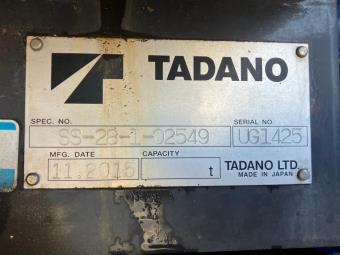 TADANO
SPEC. NO. SERIAL NO.
SS-28-1-02549 UG1425
MFG. DATE CAPACITY
11.2016 t
TADANO LTD.
MADE IN JAPAN